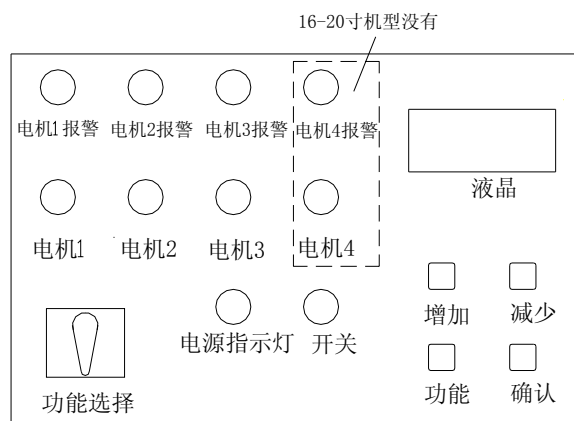 16-20寸机型没有
电机1报警 电机2报警 电机3报警 电机4报警
液晶
电机1 电机2 电机3 电机4
增加 减少
电源指示灯 开关
功能选择 功能 确认